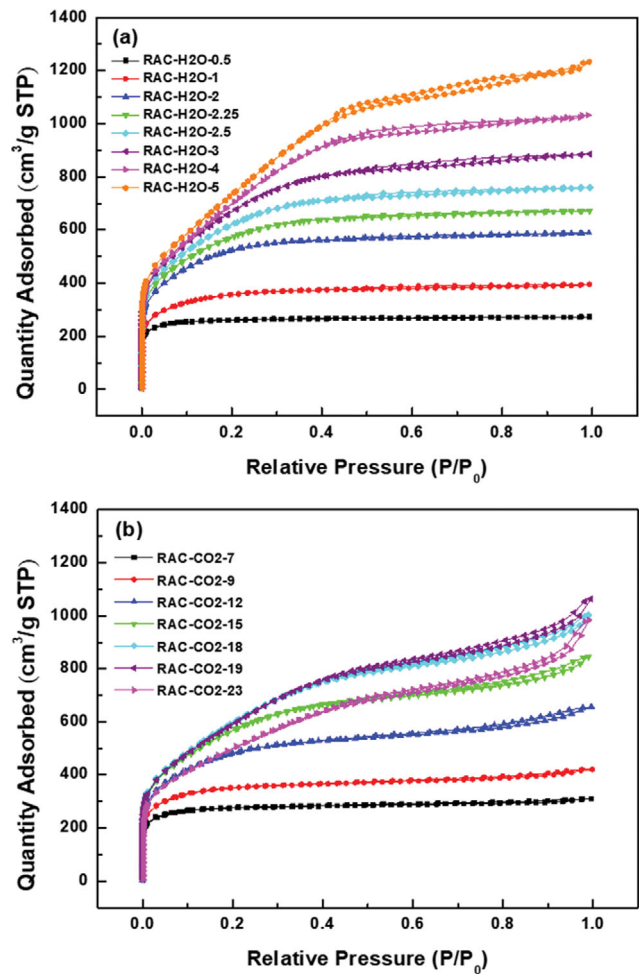 (a)
RAC-H2O-0.5
RAC-H2O-1
RAC-H2O-2
RAC-H2O-2.25
RAC-H2O-2.5
RAC-H2O-3
RAC-H2O-4
RAC-H2O-5
Quantity Adsorbed (cm³/g STP)
1400
1200
1000
800
600
400
200
0
0.0 0.2 0.4 0.6 0.8 1.0
Relative Pressure (P/P₀)
(b)
RAC-CO2-7
RAC-CO2-9
RAC-CO2-12
RAC-CO2-15
RAC-CO2-18
RAC-CO2-19
RAC-CO2-23
Quantity Adsorbed (cm³/g STP)
1400
1200
1000
800
600
400
200
0
0.0 0.2 0.4 0.6 0.8 1.0
Relative Pressure (P/P₀)